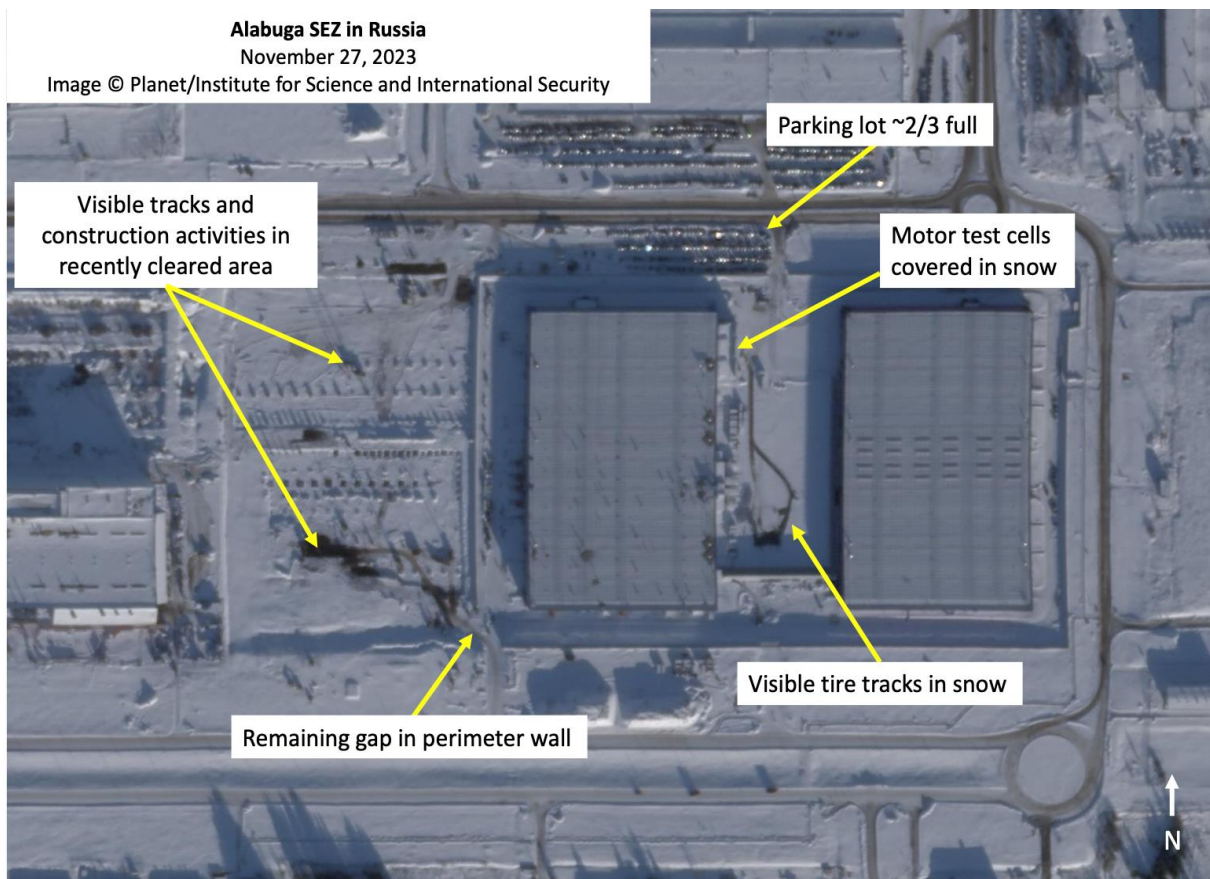 Alabuga SEZ in Russia
November 27, 2023
Image © Planet/Institute for Science and International Security
Parking lot ~2/3 full
Visible tracks and
construction activities in
recently cleared area
Motor test cells
covered in snow
Visible tire tracks in snow
Remaining gap in perimeter wall
N